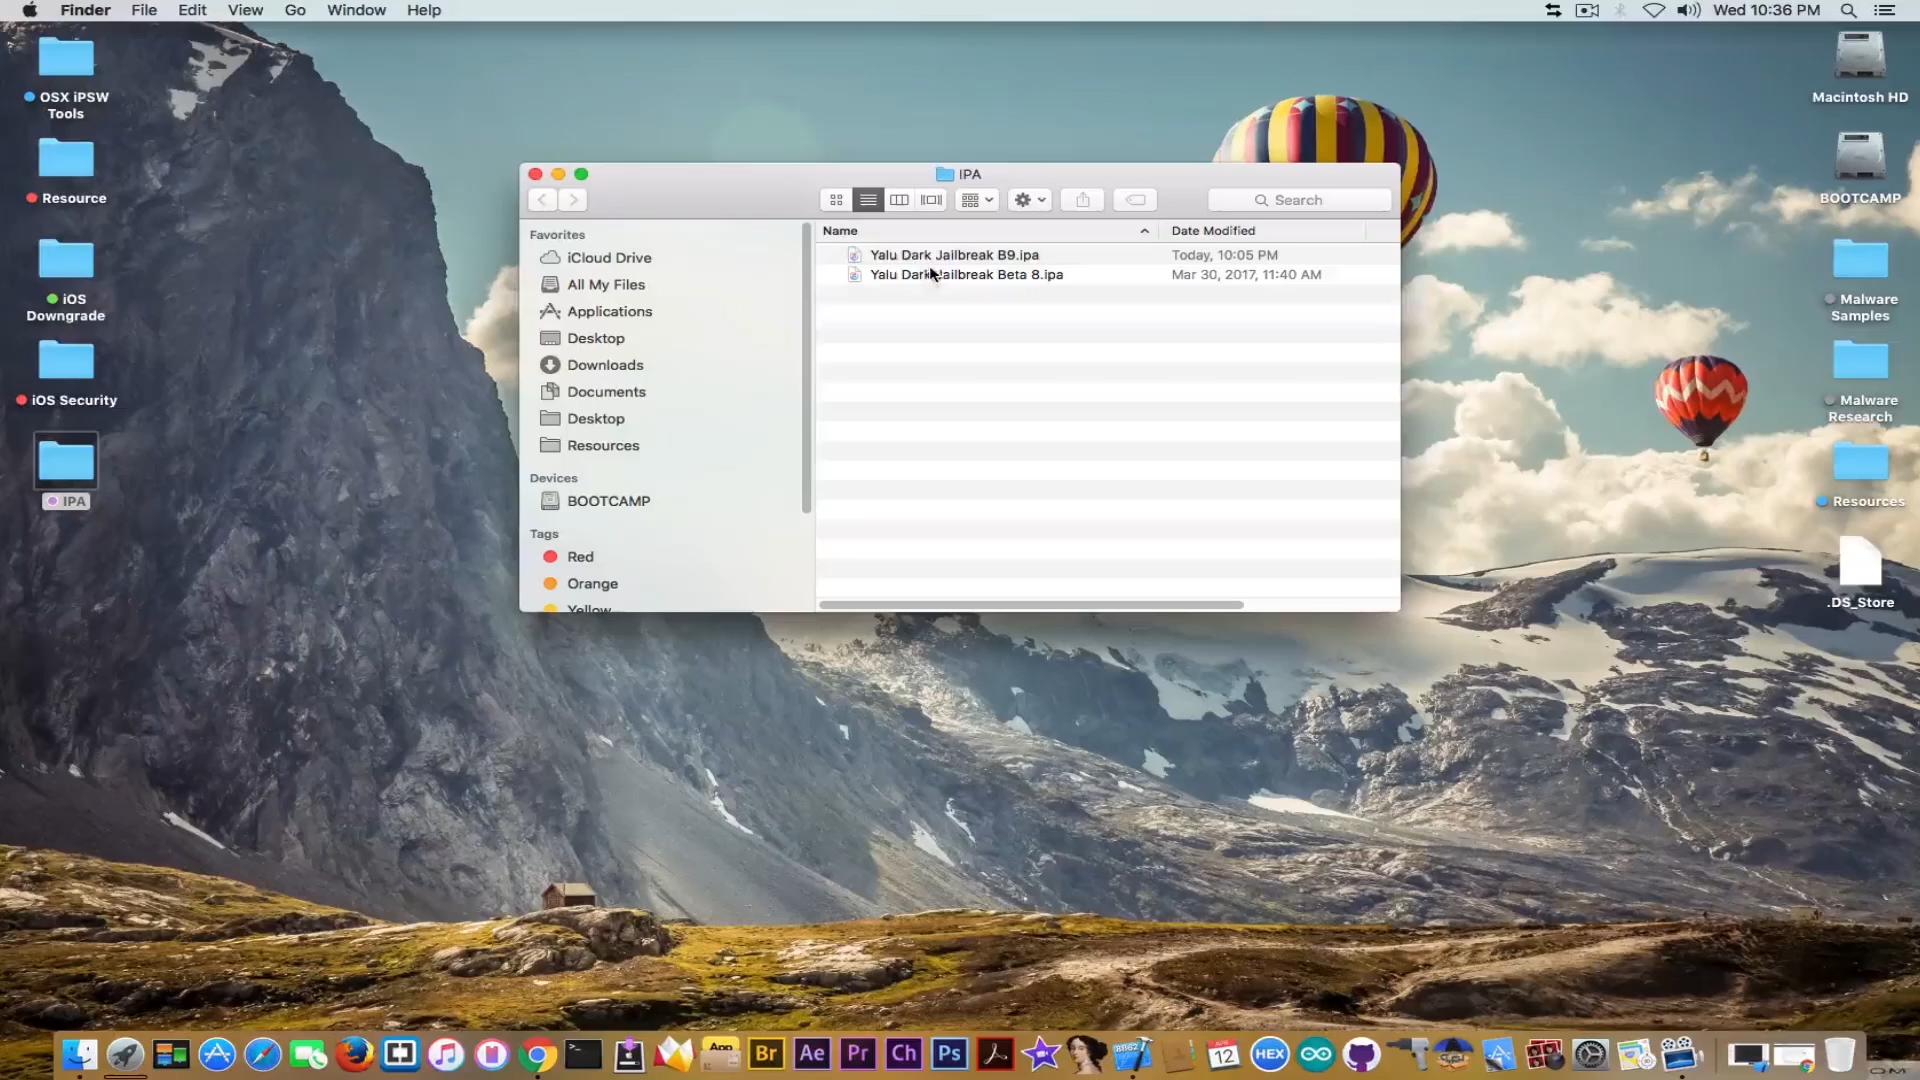 Finder File Edit View Go Window Help
Wed 10:36 PM
OSX iPSW
Tools
Resource
iOS
Downgrade
iOS Security
IPA
IPA
Search
Favorites
iCloud Drive
All My Files
Applications
Desktop
Downloads
Documents
Desktop
Resources
Devices
BOOTCAMP
Tags
Red
Orange
Yellow
Name Date Modified
Yalu Dark Jailbreak B9.ipa Today, 10:05 PM
Yalu Dark Jailbreak Beta 8.ipa Mar 30, 2017, 11:40 AM
Macintosh HD
BOOTCAMP
Malware
Samples
Malware
Research
Resources
.DS_Store
App
Br
Ae
Pr
Ch
Ps
12
HEX